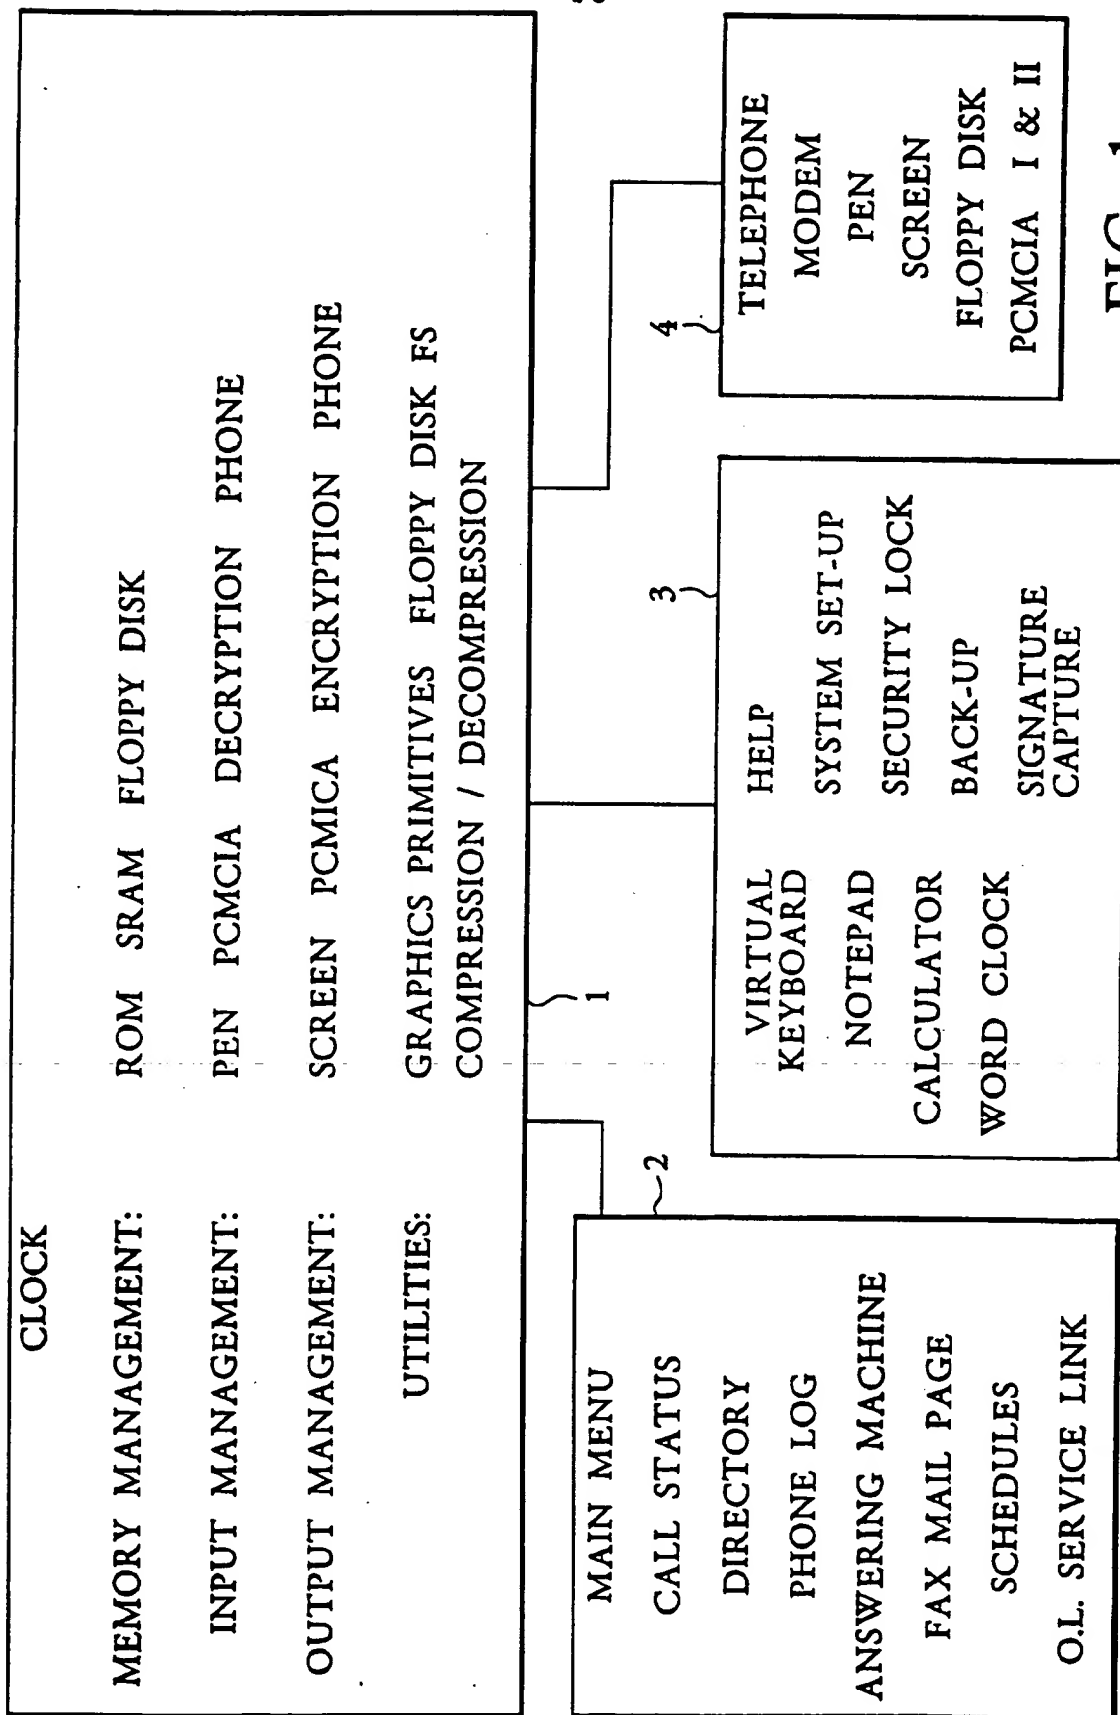 CLOCK
MEMORY MANAGEMENT: ROM SRAM FLOPPY DISK
INPUT MANAGEMENT: PEN PCMCIA DECRYPTION PHONE
OUTPUT MANAGEMENT: SCREEN PCMICA ENCRYPTION PHONE
UTILITIES: GRAPHICS PRIMITIVES FLOPPY DISK FS
COMPRESSION / DECOMPRESSION
1
2
MAIN MENU
CALL STATUS
DIRECTORY
PHONE LOG
ANSWERING MACHINE
FAX MAIL PAGE
SCHEDULES
O.L. SERVICE LINK
3
VIRTUAL
KEYBOARD
NOTEPAD
CALCULATOR
WORD CLOCK
HELP
SYSTEM SET-UP
SECURITY LOCK
BACK-UP
SIGNATURE
CAPTURE
4
TELEPHONE
MODEM
PEN
SCREEN
FLOPPY DISK
PCMCIA I & II
FIG. 1